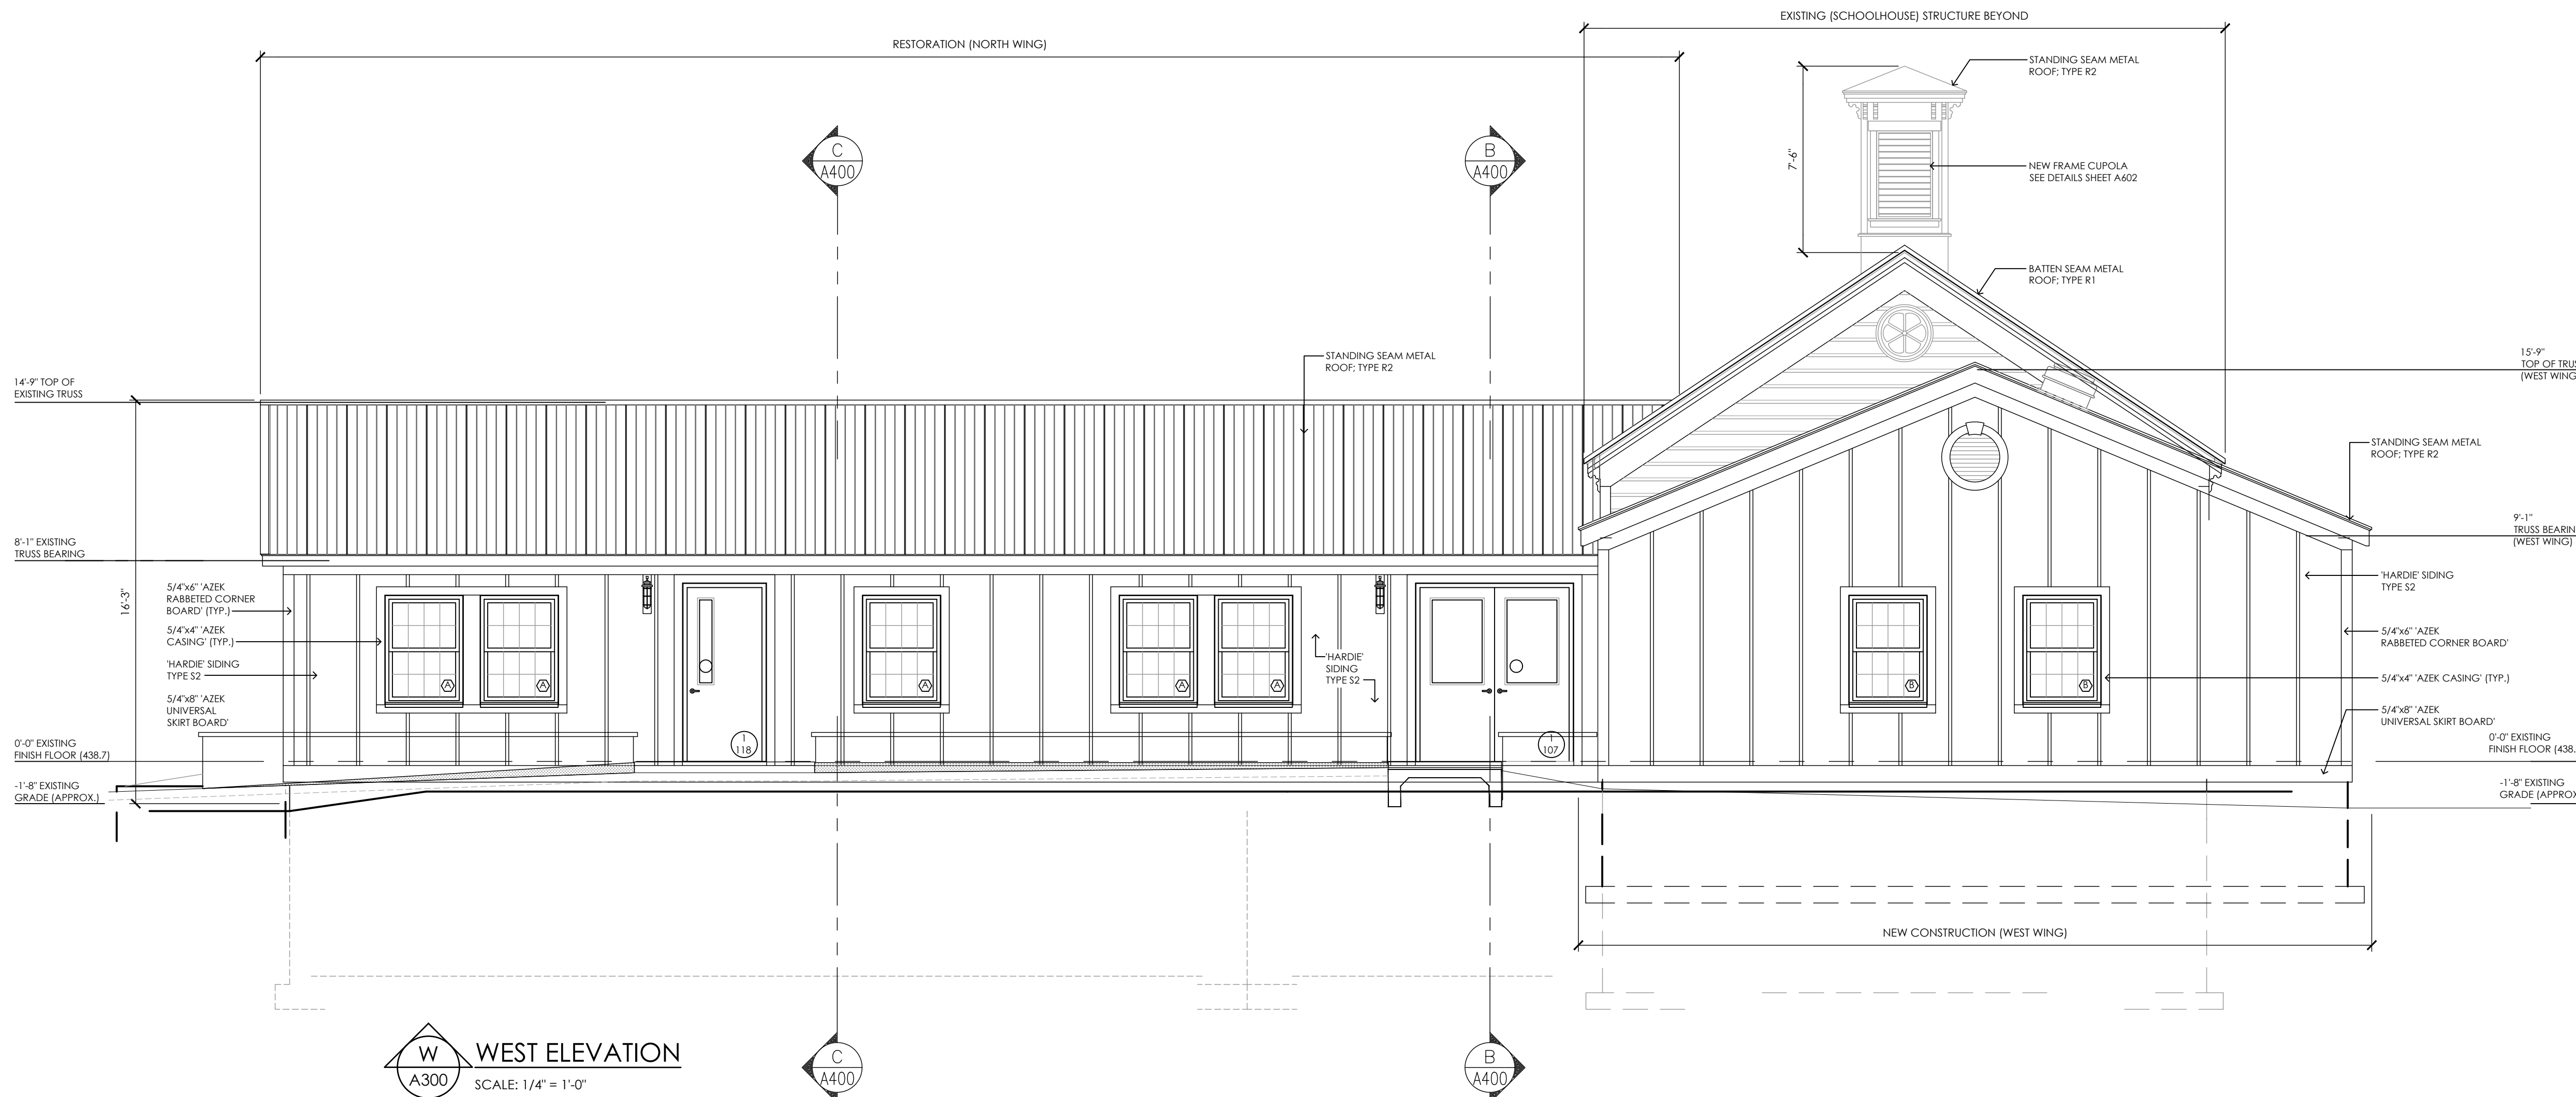 EXISTING (SCHOOLHOUSE) STRUCTURE BEYOND
RESTORATION (NORTH WING)
STANDING SEAM METAL
ROOF; TYPE R2
C
A400
B
A400
7'-6"
NEW FRAME CUPOLA
SEE DETAILS SHEET A602
BATTEN SEAM METAL
ROOF; TYPE R1
STANDING SEAM METAL
ROOF; TYPE R2
15'-9"
TOP OF TRUS
(WEST WING
14'-9" TOP OF
EXISTING TRUSS
STANDING SEAM METAL
ROOF; TYPE R2
9'-1"
TRUSS BEARIN
(WEST WING)
8'-1" EXISTING
TRUSS BEARING
16'-3"
5/4"x6" 'AZEK
RABBETED CORNER
BOARD' (TYP.)
5/4"x4" 'AZEK
CASING' (TYP.)
'HARDIE' SIDING
TYPE S2
5/4"x8" 'AZEK
UNIVERSAL
SKIRT BOARD'
'HARDIE'
SIDING
TYPE S2
A
A
A
A
A
B
B
1
118
1
107
'HARDIE' SIDING
TYPE S2
5/4"x6" 'AZEK
RABBETED CORNER BOARD'
5/4"x4" 'AZEK CASING' (TYP.)
5/4"x8" 'AZEK
UNIVERSAL SKIRT BOARD'
0'-0" EXISTING
FINISH FLOOR (438.7)
-1'-8" EXISTING
GRADE (APPROX.)
0'-0" EXISTING
FINISH FLOOR (438.
-1'-8" EXISTING
GRADE (APPROX
NEW CONSTRUCTION (WEST WING)
W
A300
WEST ELEVATION
SCALE: 1/4" = 1'-0"
C
A400
B
A400